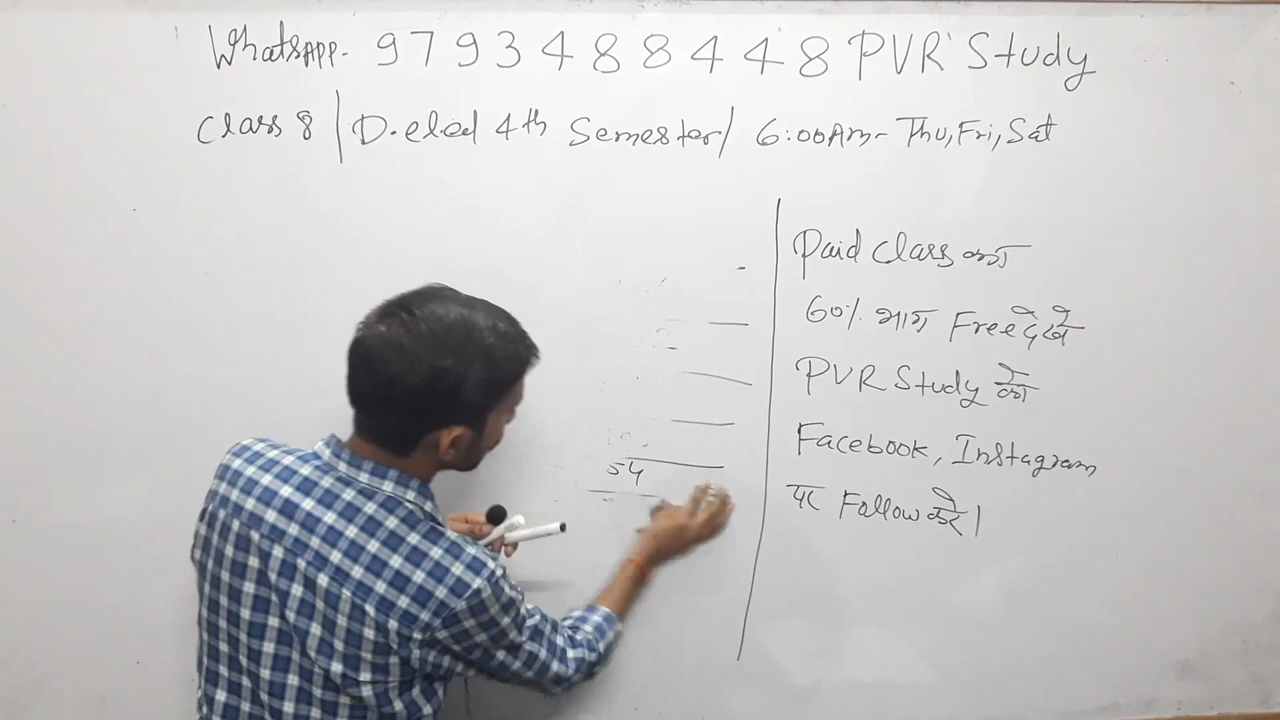 WhatsAPP- 9793488448 PVR Study
Class 8 | D.eled 4th Semester/ 6:00Am- Thu,Fri,Sat
Paid Class का
60% भाग Free देखें
PVR Study को
Facebook, Instagram
पर Follow करें।
54